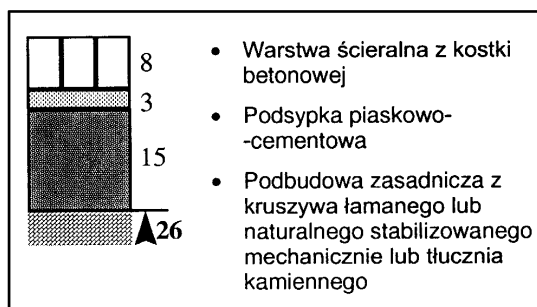 8
3
15
26
• Warstwa ścieralna z kostki
betonowej
• Podsypka piaskowo-
-cementowa
• Podbudowa zasadnicza z
kruszywa łamanego lub
naturalnego stabilizowanego
mechanicznie lub tłucznia
kamiennego